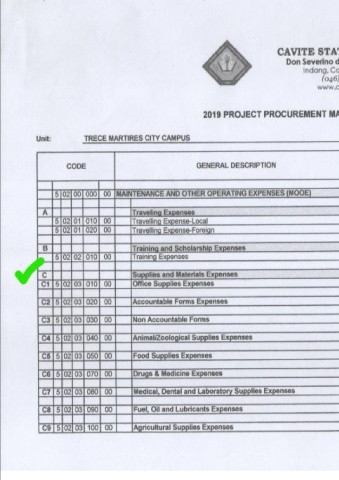 CAVITE STA
Don Severino d
Indang, Ca
(046)
www.c
2019 PROJECT PROCUREMENT MA
Unit: TRECE MARTIRES CITY CAMPUS
CODE GENERAL DESCRIPTION
5 02 00 000 00 MAINTENANCE AND OTHER OPERATING EXPENSES (MOOE)
A Travelling Expenses
5 02 01 010 00 Travelling Expense-Local
5 02 01 020 00 Travelling Expense-Foreign
B Training and Scholarship Expenses
5 02 02 010 00 Training Expenses
C Supplies and Materials Expenses
C1 5 02 03 010 00 Office Supplies Expenses
C2 5 02 03 020 00 Accountable Forms Expenses
C3 5 02 03 030 00 Non Accountable Forms
C4 5 02 03 040 00 Animal/Zoological Supplies Expenses
C5 5 02 03 050 00 Food Supplies Expenses
C6 5 02 03 070 00 Drugs & Medicine Expenses
C7 5 02 03 080 00 Medical, Dental and Laboratory Supplies Expenses
C8 5 02 03 090 00 Fuel, Oil and Lubricants Expenses
C9 5 02 03 100 00 Agricultural Supplies Expenses